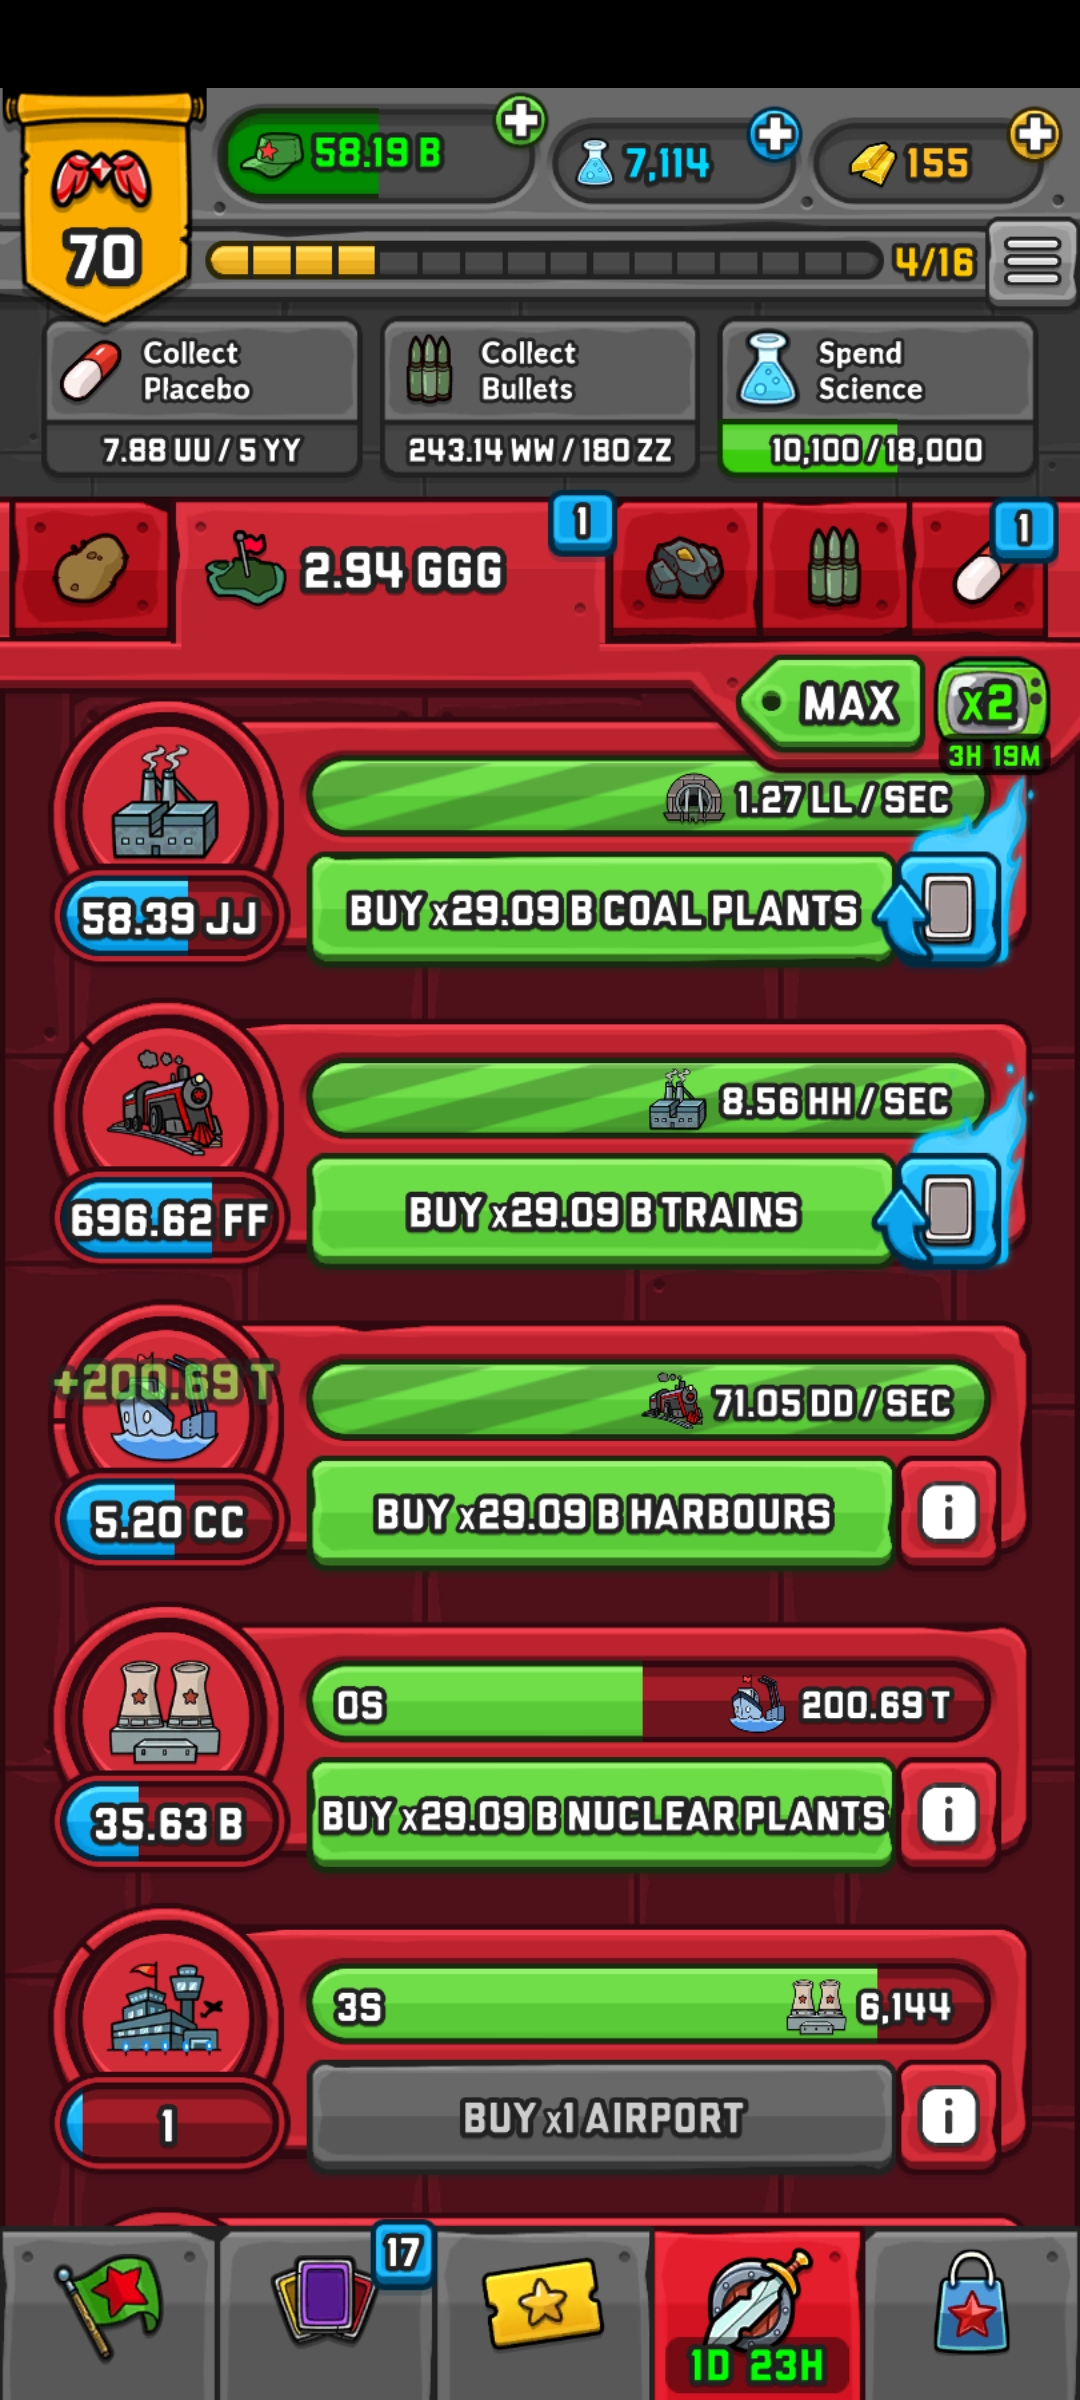 70
58.19 B
7,114
155
4/16
Collect
Placebo
7.88 UU / 5 YY
Collect
Bullets
243.14 WW / 180 ZZ
Spend
Science
10,100 / 18,000
2.94 GGG
1
1
MAX
x2
3H 19M
1.27 LL / SEC
58.39 JJ
BUY x29.09 B COAL PLANTS
8.56 HH / SEC
696.62 FF
BUY x29.09 B TRAINS
+200.69 T
71.05 DD / SEC
5.20 CC
BUY x29.09 B HARBOURS
i
0S
200.69 T
35.63 B
BUY x29.09 B NUCLEAR PLANTS
i
3S
6,144
1
BUY x1 AIRPORT
i
17
1D 23H